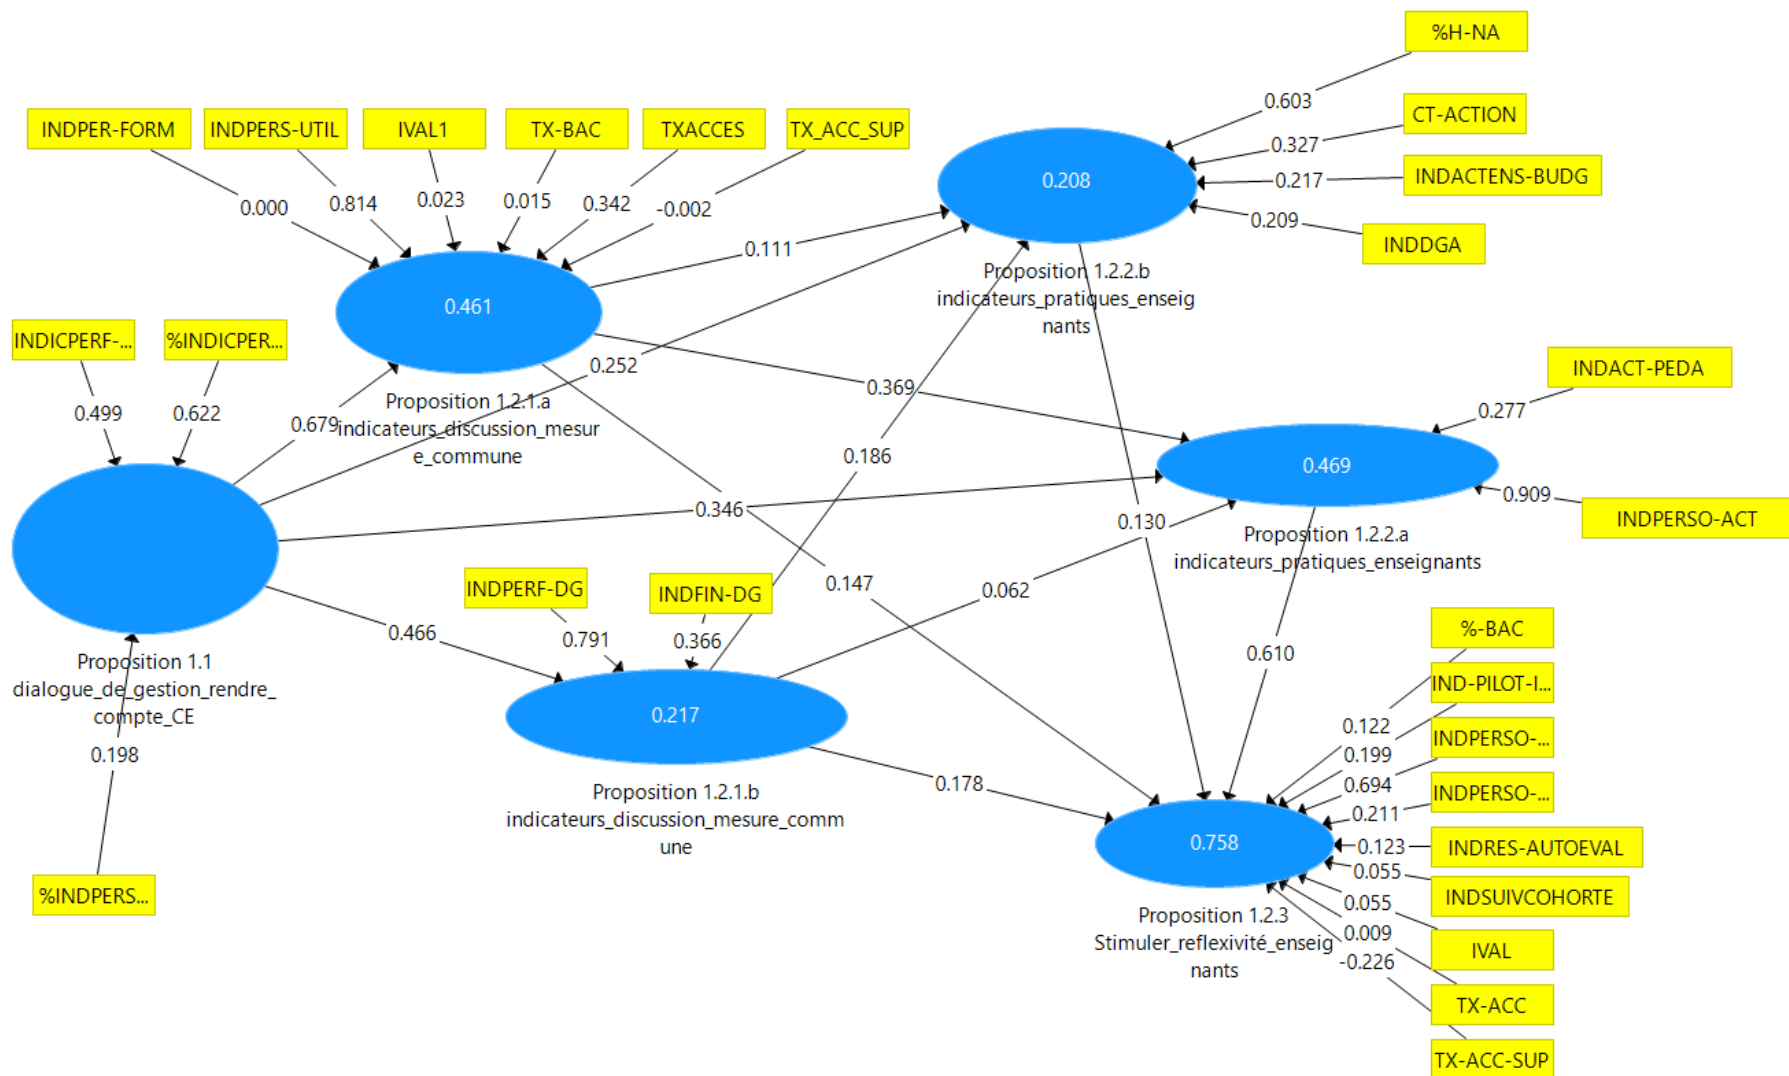 %H-NA
INDPER-FORM
INDPERS-UTIL
IVAL1
TX-BAC
TXACCES
TX_ACC_SUP
0.603
CT-ACTION
0.327
0.208
INDACTENS-BUDG
0.217
0.000
0.814
0.023
0.015
0.342
-0.002
0.209
INDDGA
0.111
Proposition 1.2.2.b
indicateurs_pratiques_enseig
nants
0.461
INDICPERF-...
%INDICPER...
0.252
0.369
INDACT-PEDA
0.277
Proposition 1.2.1.a
indicateurs_discussion_mesur
e_commune
0.499
0.622
0.679
0.186
0.469
0.909
INDPERSO-ACT
0.346
0.130
Proposition 1.2.2.a
indicateurs_pratiques_enseignants
INDPERF-DG
INDFIN-DG
0.147
0.062
0.466
0.791
0.366
0.610
%-BAC
IND-PILOT-I...
INDPERSO-...
INDPERSO-...
INDRES-AUTOEVAL
INDSUIVCOHORTE
IVAL
TX-ACC
TX-ACC-SUP
Proposition 1.1
dialogue_de_gestion_rendre_
compte_CE
0.198
%INDPERS...
0.217
0.178
Proposition 1.2.1.b
indicateurs_discussion_mesure_comm
une
0.122
0.199
0.694
0.211
0.123
0.055
0.055
0.009
-0.226
0.758
Proposition 1.2.3
Stimuler_reflexivité_enseig
nants